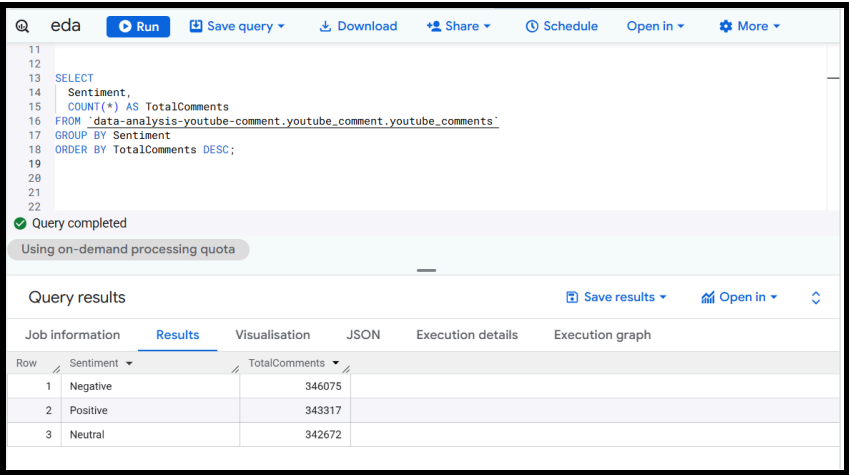 eda Run Save query Download Share Schedule Open in More
11
12
13 SELECT
14 Sentiment,
15 COUNT(*) AS TotalComments
16 FROM `data-analysis-youtube-comment.youtube_comment.youtube_comments`
17 GROUP BY Sentiment
18 ORDER BY TotalComments DESC;
19
20
21
22
Query completed
Using on-demand processing quota
Query results Save results Open in
Job information Results Visualisation JSON Execution details Execution graph
Row Sentiment TotalComments
1 Negative 346075
2 Positive 343317
3 Neutral 342672